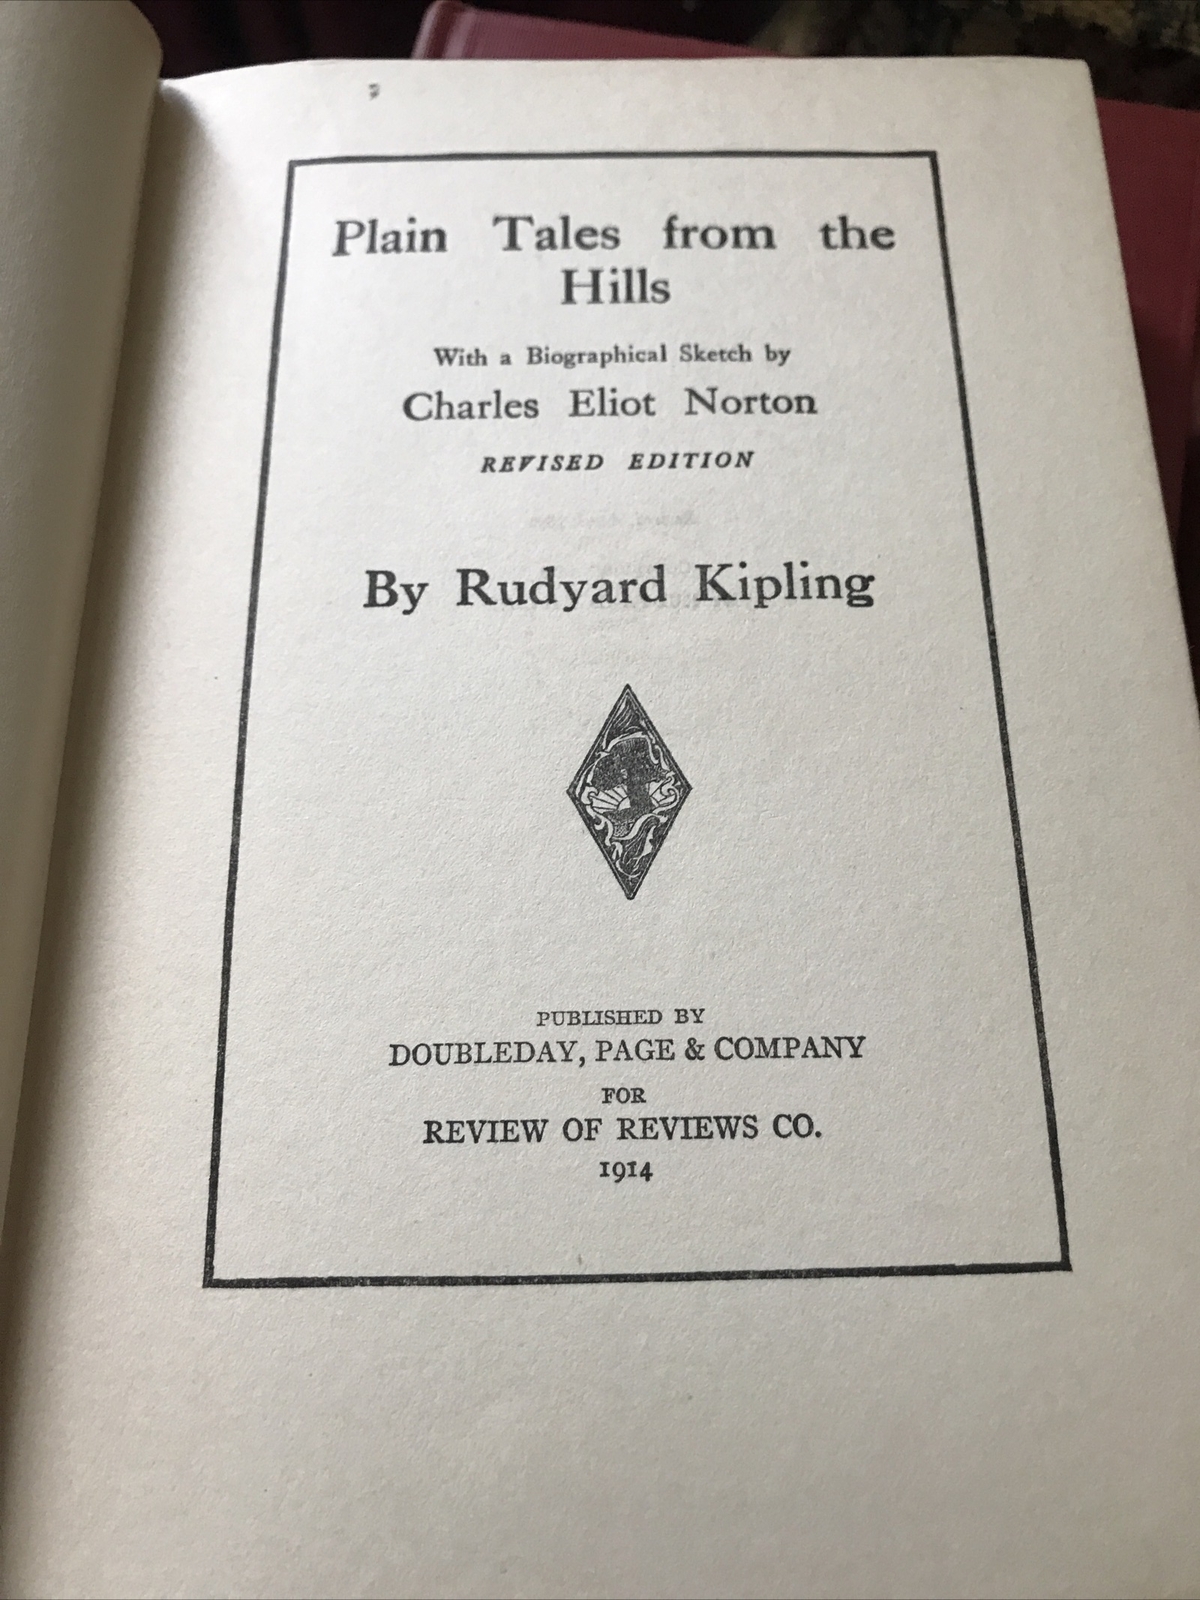 Plain Tales from the
Hills
With a Biographical Sketch by
Charles Eliot Norton
REVISED EDITION
By Rudyard Kipling
PUBLISHED BY
DOUBLEDAY, PAGE & COMPANY
FOR
REVIEW OF REVIEWS CO.
1914